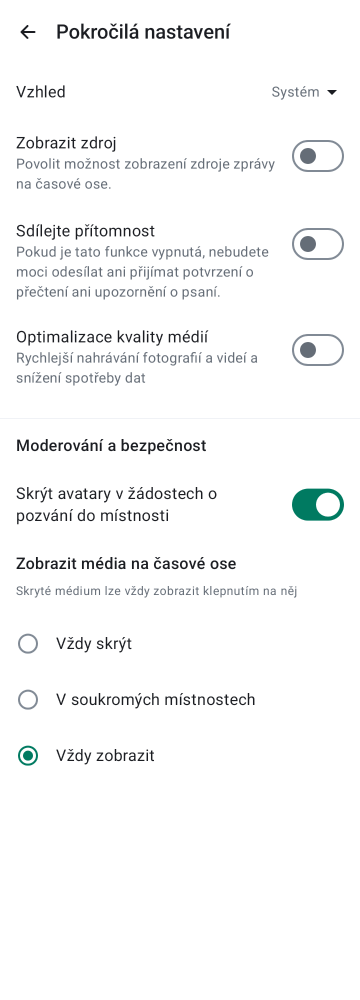 Pokročilá nastavení
Vzhled
Systém
Zobrazit zdroj
Povolit možnost zobrazení zdroje zprávy
na časové ose.
Sdílejte přítomnost
Pokud je tato funkce vypnutá, nebudete
moci odesílat ani přijímat potvrzení o
přečtení ani upozornění o psaní.
Optimalizace kvality médií
Rychlejší nahrávání fotografií a videí a
snížení spotřeby dat
Moderování a bezpečnost
Skrýt avatary v žádostech o
pozvání do místnosti
Zobrazit média na časové ose
Skryté médium lze vždy zobrazit klepnutím na něj
Vždy skrýt
V soukromých místnostech
Vždy zobrazit